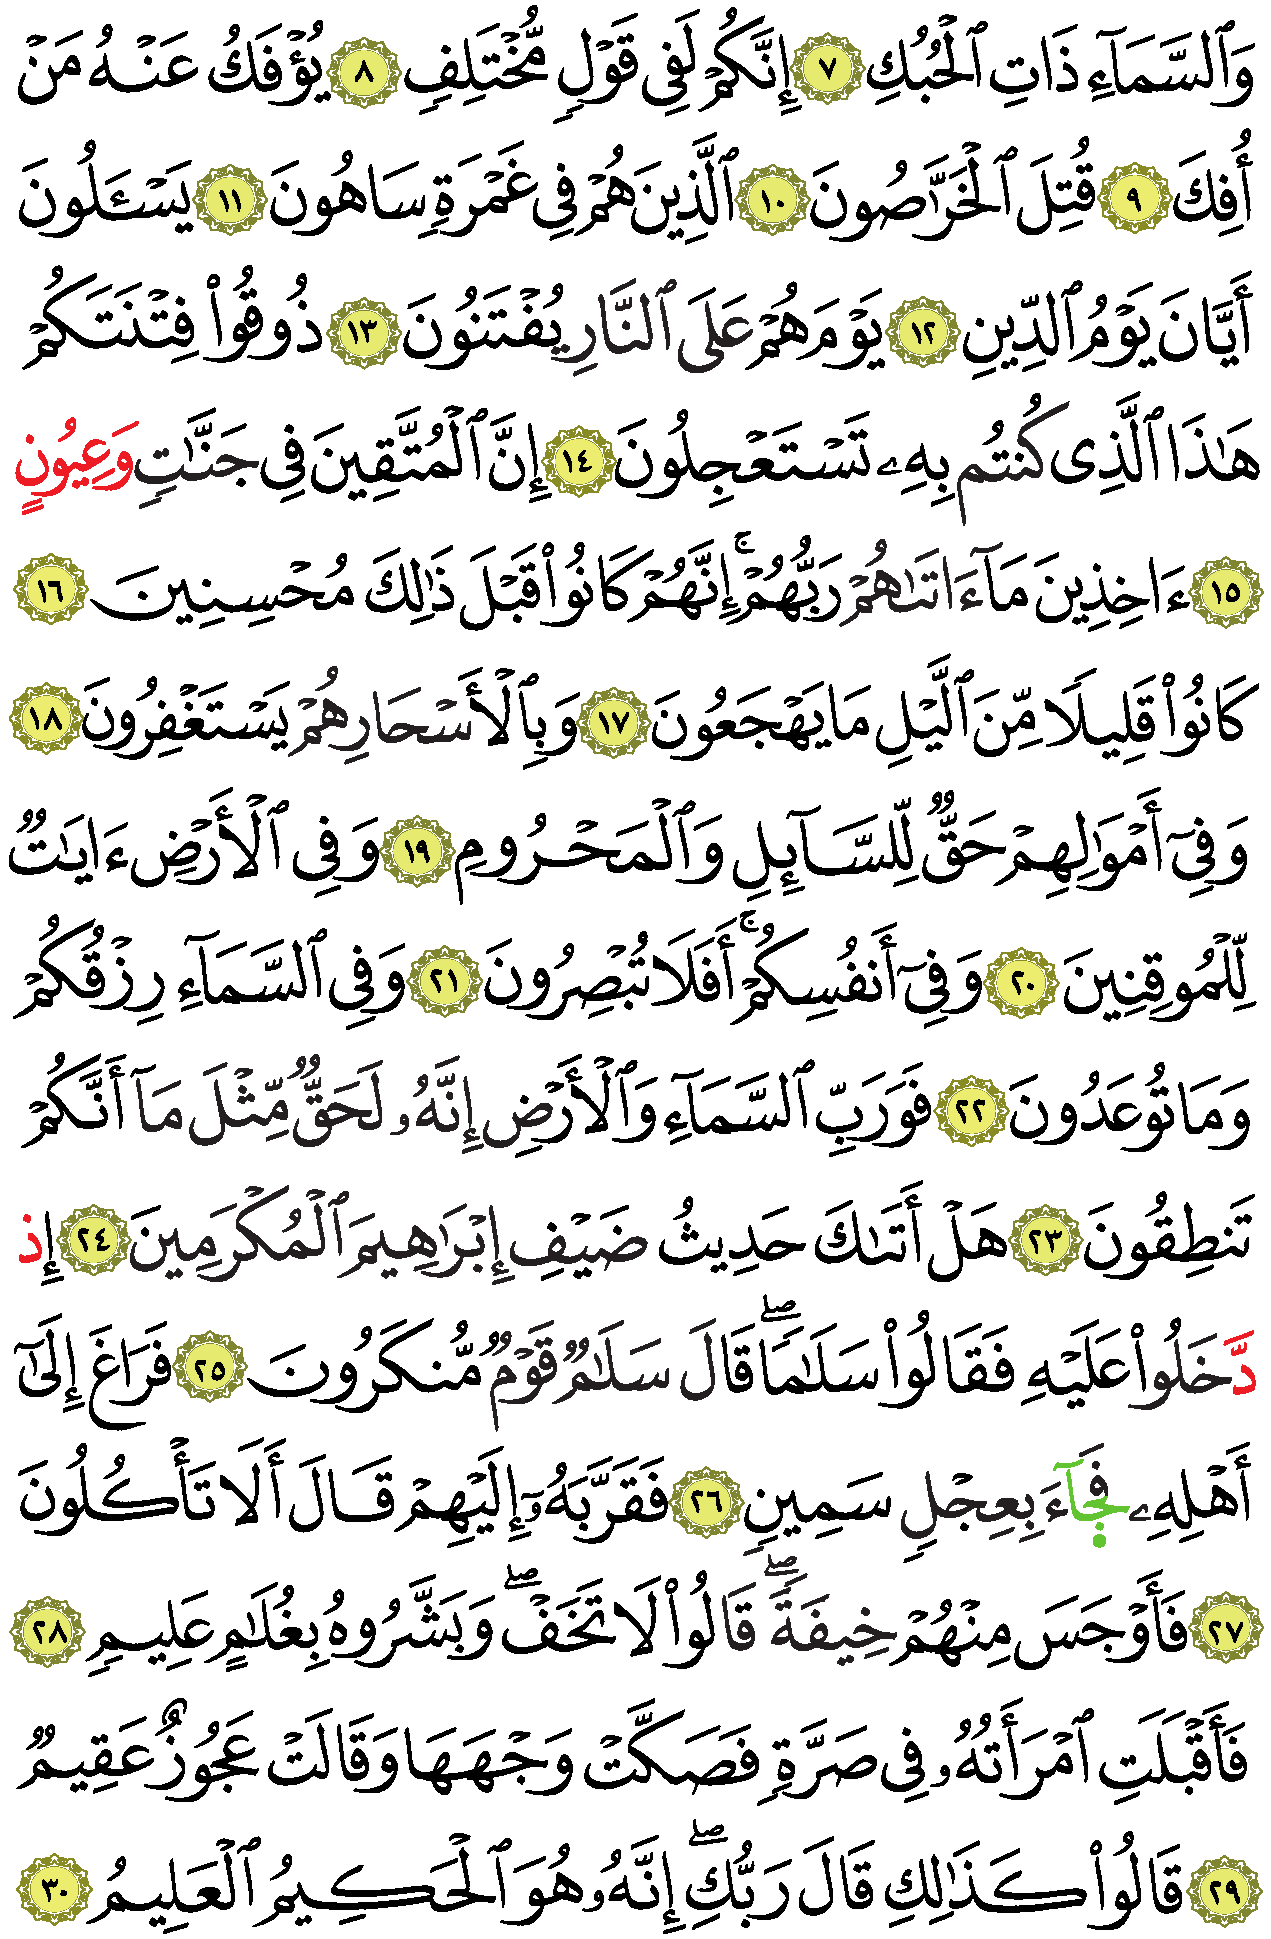 وَٱلسَّمَآءِ ذَاتِ ٱلْحُبُكِ ٧ إِنَّكُمْ لَفِى قَوْلٍ مُّخْتَلِفٍ ٨ يُؤْفَكُ عَنْهُ مَنْ
أُفِكَ ٩ قُتِلَ ٱلْخَرَّٰصُونَ ١٠ ٱلَّذِينَ هُمْ فِى غَمْرَةٍ سَاهُونَ ١١ يَسْـَٔلُونَ
أَيَّانَ يَوْمُ ٱلدِّينِ ١٢ يَوْمَ هُمْ عَلَى ٱلنَّارِ يُفْتَنُونَ ١٣ ذُوقُوا۟ فِتْنَتَكُمْ
هَٰذَا ٱلَّذِى كُنتُم بِهِۦ تَسْتَعْجِلُونَ ١٤ إِنَّ ٱلْمُتَّقِينَ فِى جَنَّٰتٍ وَعِيُونٍ
١٥ ءَاخِذِينَ مَآ ءَاتَىٰهُمْ رَبُّهُمْ ۚ إِنَّهُمْ كَانُوا۟ قَبْلَ ذَٰلِكَ مُحْسِنِينَ ١٦
كَانُوا۟ قَلِيلًا مِّنَ ٱلَّيْلِ مَا يَهْجَعُونَ ١٧ وَبِٱلْأَسْحَارِ هُمْ يَسْتَغْفِرُونَ ١٨
وَفِىٓ أَمْوَٰلِهِمْ حَقٌّ لِّلسَّآئِلِ وَٱلْمَحْرُومِ ١٩ وَفِى ٱلْأَرْضِ ءَايَٰتٌ
لِّلْمُوقِنِينَ ٢٠ وَفِىٓ أَنفُسِكُمْ ۚ أَفَلَا تُبْصِرُونَ ٢١ وَفِى ٱلسَّمَآءِ رِزْقُكُمْ
وَمَا تُوعَدُونَ ٢٢ فَوَرَبِّ ٱلسَّمَآءِ وَٱلْأَرْضِ إِنَّهُۥ لَحَقٌّ مِّثْلَ مَآ أَنَّكُمْ
تَنطِقُونَ ٢٣ هَلْ أَتَىٰكَ حَدِيثُ ضَيْفِ إِبْرَٰهِيمَ ٱلْمُكْرَمِينَ ٢٤ إِذ
دَّخَلُوا۟ عَلَيْهِ فَقَالُوا۟ سَلَٰمًا ۖ قَالَ سَلَٰمٌ قَوْمٌ مُّنكَرُونَ ٢٥ فَرَاغَ إِلَىٰٓ
أَهْلِهِۦ فَجَآءَ بِعِجْلٍ سَمِينٍ ٢٦ فَقَرَّبَهُۥٓ إِلَيْهِمْ قَالَ أَلَا تَأْكُلُونَ
٢٧ فَأَوْجَسَ مِنْهُمْ خِيفَةً ۖ قَالُوا۟ لَا تَخَفْ ۖ وَبَشَّرُوهُ بِغُلَٰمٍ عَلِيمٍ ٢٨
فَأَقْبَلَتِ ٱمْرَأَتُهُۥ فِى صَرَّةٍ فَصَكَّتْ وَجْهَهَا وَقَالَتْ عَجُوزٌ عَقِيمٌ
٢٩ قَالُوا۟ كَذَٰلِكِ قَالَ رَبُّكِ ۖ إِنَّهُۥ هُوَ ٱلْحَكِيمُ ٱلْعَلِيمُ ٣٠